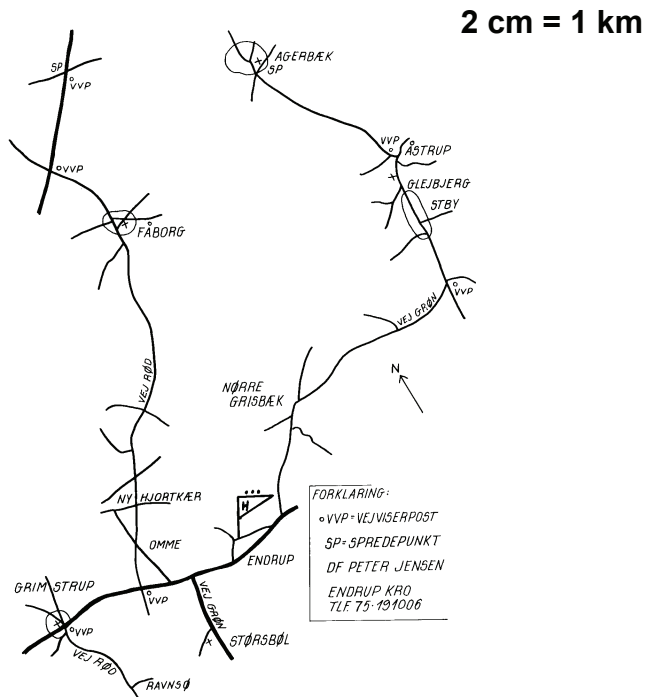 2 cm = 1 km
SP
VVP
AGERBÆK
SP
VVP
VVP
ÅSTRUP
GLEJBJERG
STBY
FÅBORG
VVP
VEJ GRØN
VEJ RØD
NØRRE
GRISBÆK
N
NY HJORTKÆR
H
OMME
ENDRUP
GRIMSTRUP
VVP
VEJ GRØN
VVP
VEJ RØD
STØRSBØL
RAVNSØ
FORKLARING:
VVP=VEJVISERPOST
SP=SPREDEPUNKT
DF PETER JENSEN
ENDRUP KRO
TLF. 75-191006